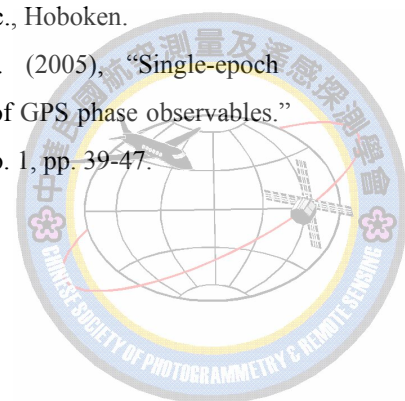 c., Hoboken.
. (2005), “Single-epoch
of GPS phase observables.”
o. 1, pp. 39-47.
中華民國航空測量及遙感探測學會
CHINESE SOCIETY OF PHOTOGRAMMETRY & REMOTE SENSING